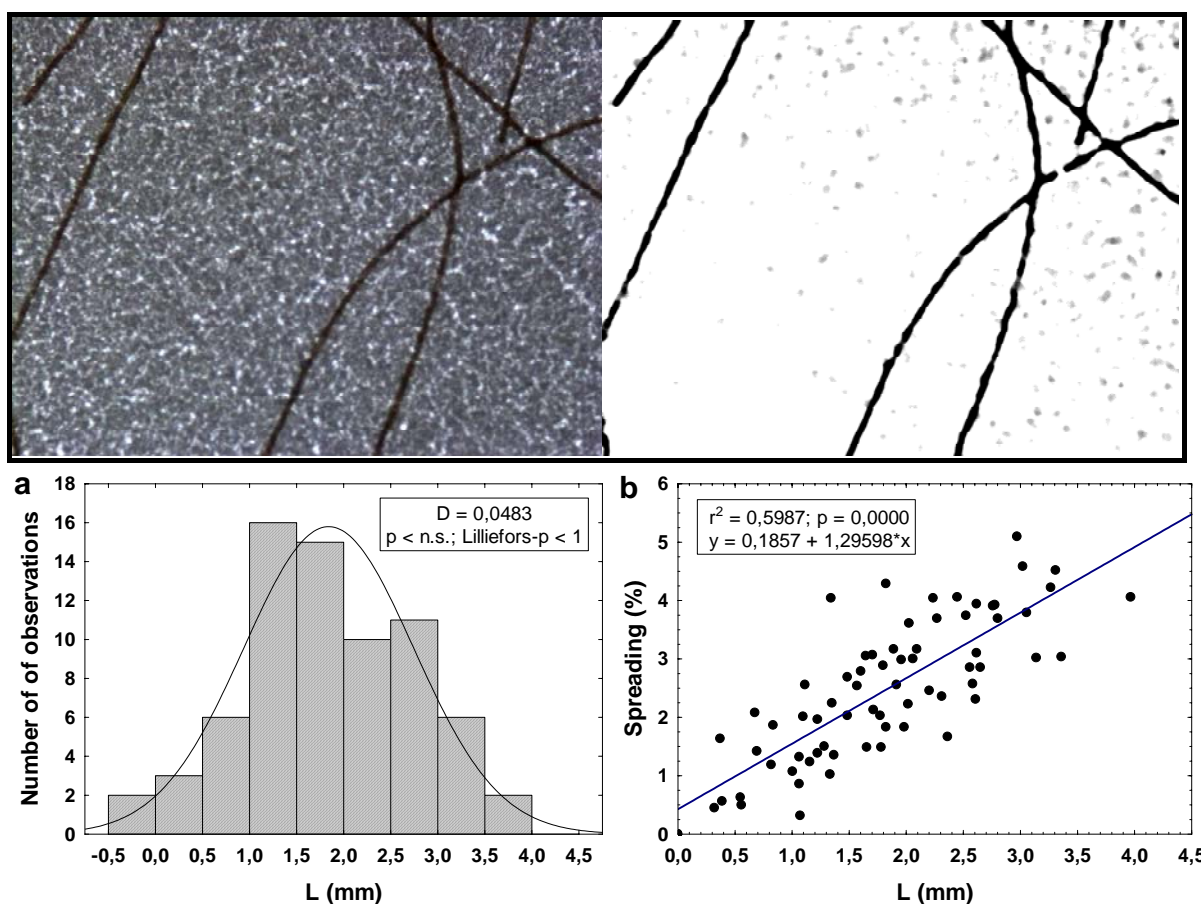 a
18
16
14
12
10
8
6
4
2
0
Number of of observations
D = 0,0483
p < n.s.; Lilliefors-p < 1
-0,5 0,0 0,5 1,0 1,5 2,0 2,5 3,0 3,5 4,0 4,5
L (mm)
b
6
5
4
3
2
1
0
Spreading (%)
r² = 0,5987; p = 0,0000
y = 0,1857 + 1,29598*x
0,0 0,5 1,0 1,5 2,0 2,5 3,0 3,5 4,0 4,5
L (mm)